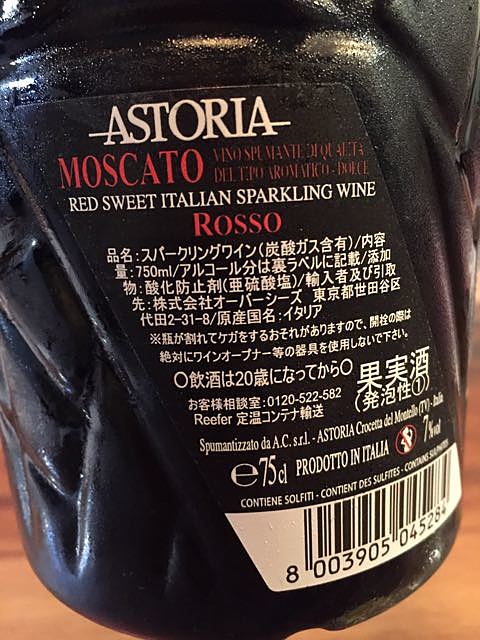 ASTORIA
MOSCATO VINO SPUMANTE DI QUALITÀ
DEL TIPO AROMATICO - DOLCE
RED SWEET ITALIAN SPARKLING WINE
ROSSO
品名:スパークリングワイン(炭酸ガス含有)/内容
量:750ml/アルコール分は裏ラベルに記載/添加
物:酸化防止剤(亜硫酸塩)/輸入者及び引取
先:株式会社オーバーシーズ 東京都世田谷区
代田2-31-8/原産国名:イタリア
※瓶が割れてケガをするおそれがありますので、開栓の際は
絶対にワインオープナー等の器具を使用しないで下さい。
〇飲酒は20歳になってから〇
果実酒
(発泡性①)
お客様相談室:0120-522-582
Reefer 定温コンテナ輸送
Spumantizzato da A.C. s.r.l. - ASTORIA Crocetta del Montello (TV) - Italia
℮75cl PRODOTTO IN ITALIA 7%vol
CONTIENE SOLFITI - CONTIENT DES SULFITES - CONTAINS SULPHITES
8 003905 045284